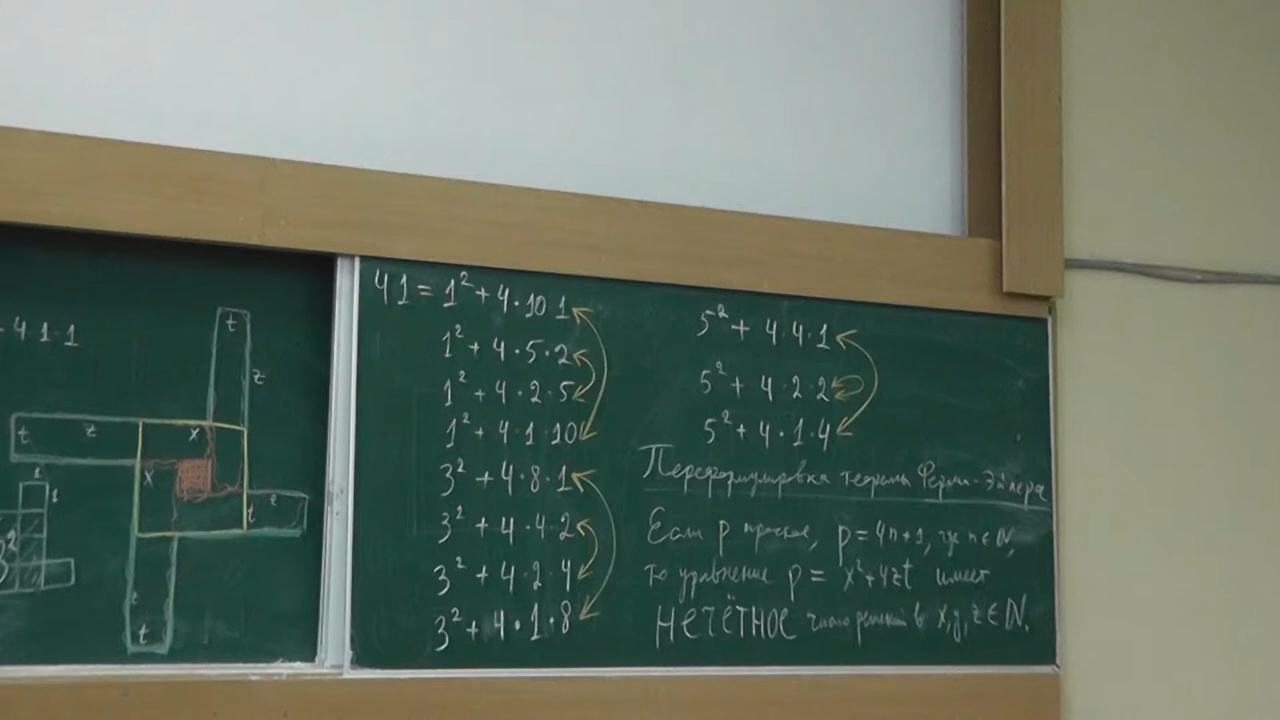 4·1·1
t
z
t
z
x
x
t
z
z
t
1
1
3²
41 = 1² + 4·10·1
1² + 4·5·2
1² + 4·2·5
1² + 4·1·10
3² + 4·8·1
3² + 4·4·2
3² + 4·2·4
3² + 4·1·8
5² + 4·4·1
5² + 4·2·2
5² + 4·1·4
Переформулировка теоремы Ферма-Эйлера
Если p простое, p = 4n+1, где n ∈ ℕ,
то уравнение p = x² + 4zt имеет
НЕЧЁТНОЕ число решений в x, y, z ∈ ℕ.